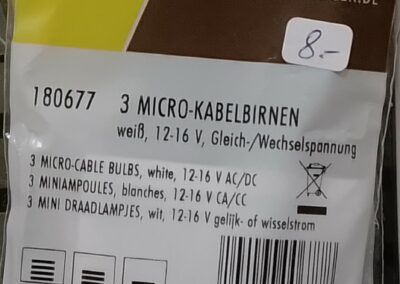 8.-
180677 3 MICRO-KABELBIRNEN
weiß, 12-16 V, Gleich-/Wechselspannung
3 MICRO-CABLE BULBS, white, 12-16 V AC/DC
3 MINIAMPOULES, blanches, 12-16 V CA/CC
3 MINI DRAADLAMPJES, wit, 12-16 V gelijk- of wisselstrom